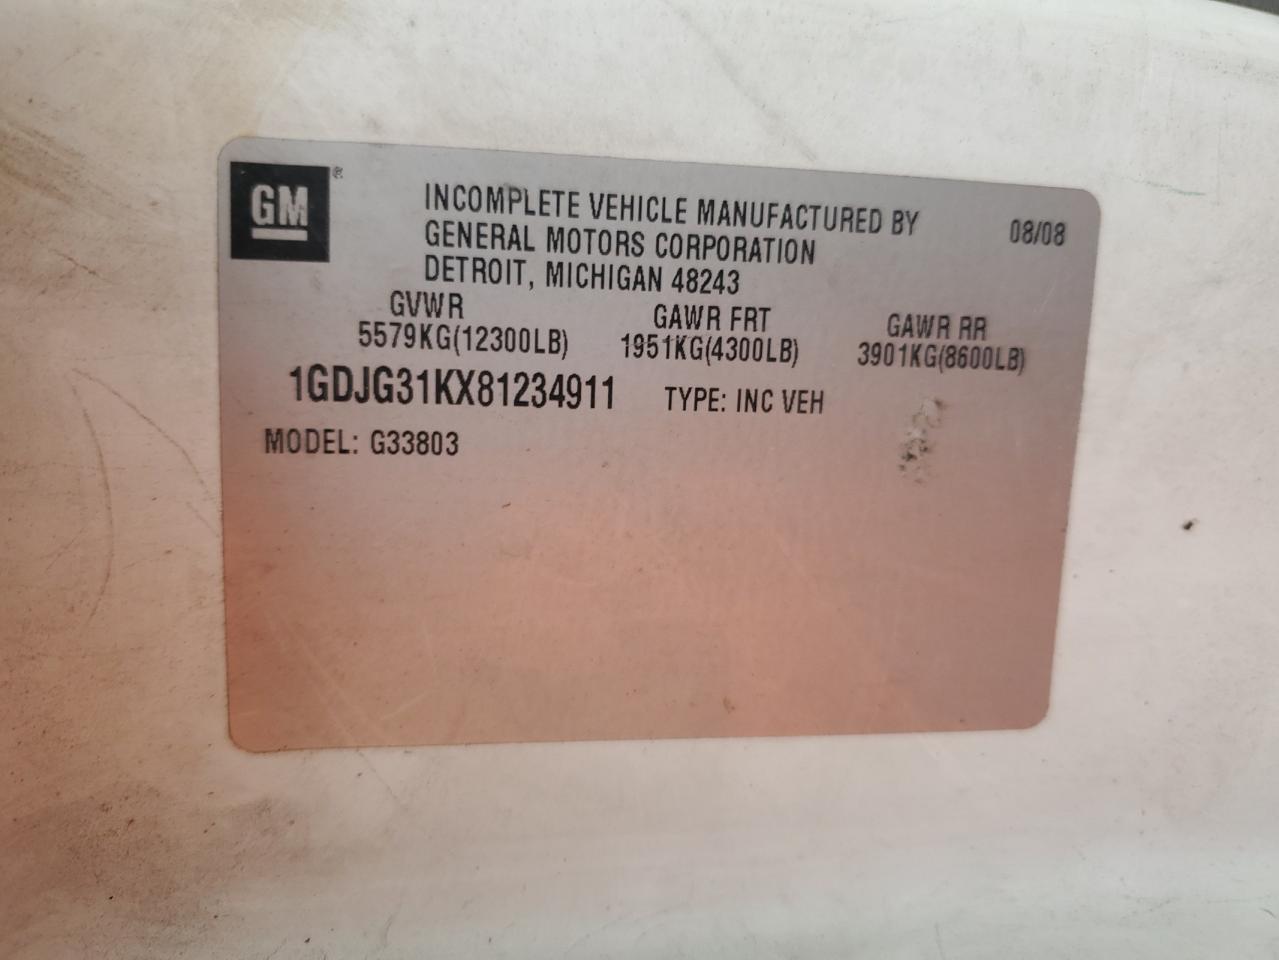 GM®
INCOMPLETE VEHICLE MANUFACTURED BY
GENERAL MOTORS CORPORATION
DETROIT, MICHIGAN 48243
08/08
GVWR GAWR FRT GAWR RR
5579KG(12300LB) 1951KG(4300LB) 3901KG(8600LB)
1GDJG31KX81234911 TYPE: INC VEH
MODEL: G33803